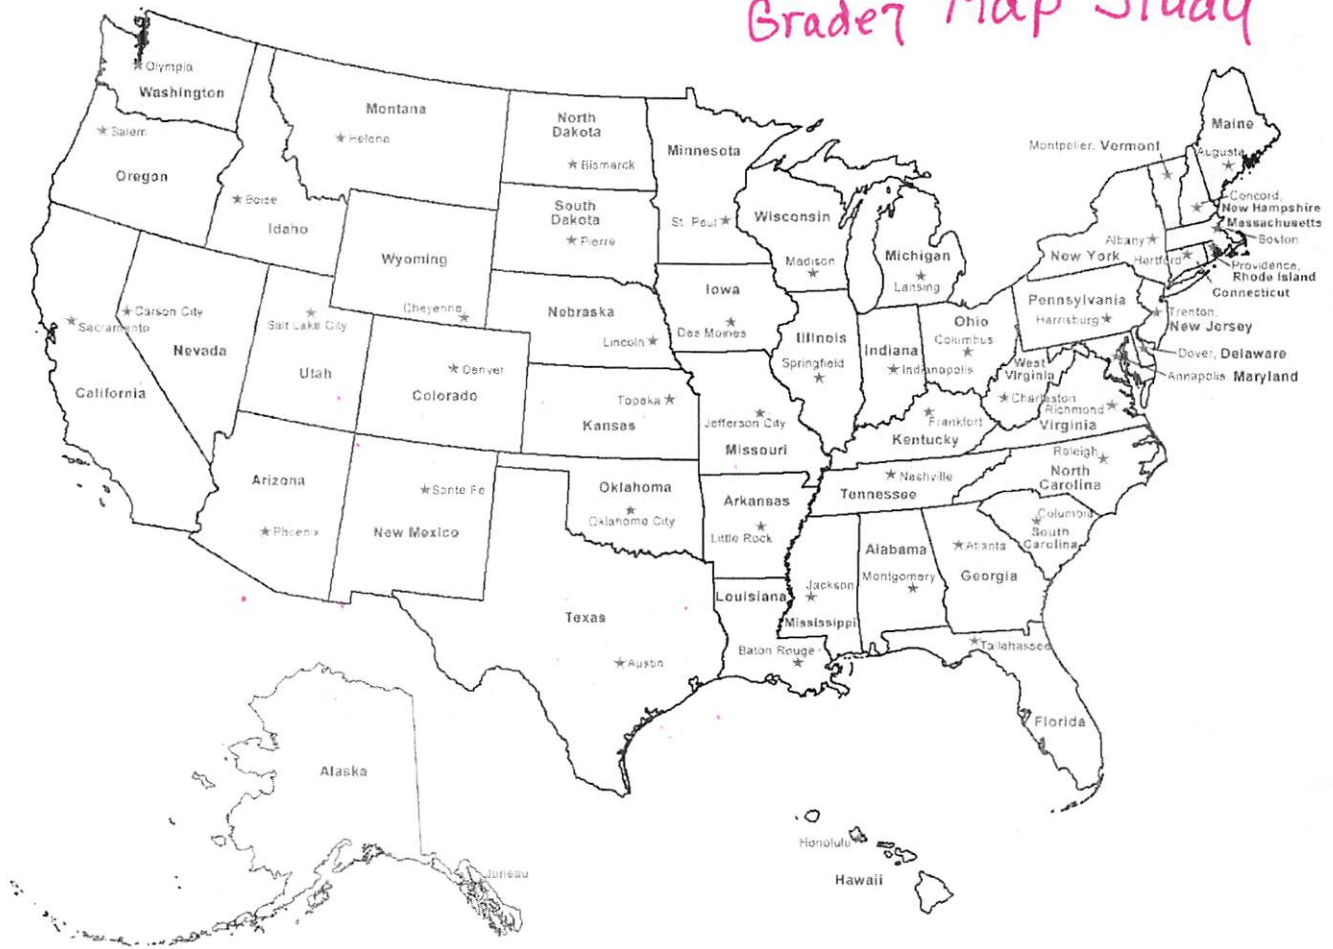 Grade 7 Map Study
Olympia
Washington
Salem
Oregon
Boise
Idaho
Montana
Helena
North
Dakota
Bismarck
Minnesota
St. Paul
South
Dakota
Pierre
Wyoming
Cheyenne
Wisconsin
Madison
Michigan
Lansing
Montpelier, Vermont
Maine
Augusta
Concord,
New Hampshire
Massachusetts
Boston
Albany
New York
Hartford
Providence,
Rhode Island
Connecticut
Carson City
Sacramento
Nevada
California
Salt Lake City
Utah
Denver
Colorado
Nebraska
Lincoln
Iowa
Des Moines
Illinois
Springfield
Indiana
Indianapolis
Ohio
Columbus
Pennsylvania
Harrisburg
Trenton,
New Jersey
Dover, Delaware
Annapolis, Maryland
West
Virginia
Charleston
Richmond
Virginia
Topeka
Kansas
Jefferson City
Missouri
Frankfort
Kentucky
Arizona
Phoenix
Santa Fe
New Mexico
Oklahoma
Oklahoma City
Arkansas
Little Rock
Nashville
Tennessee
Raleigh
North
Carolina
Columbia
South
Carolina
Texas
Austin
Louisiana
Baton Rouge
Jackson
Mississippi
Alabama
Montgomery
Atlanta
Georgia
Tallahassee
Florida
Alaska
Juneau
Honolulu
Hawaii